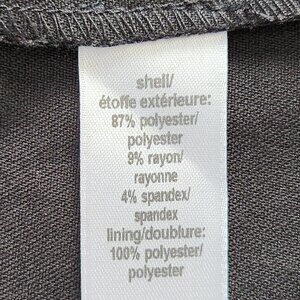 shell/
étoffe extérieure:
87% polyester/
polyester
9% rayon/
rayonne
4% spandex/
spandex
lining/doublure:
100% polyester/
polyester